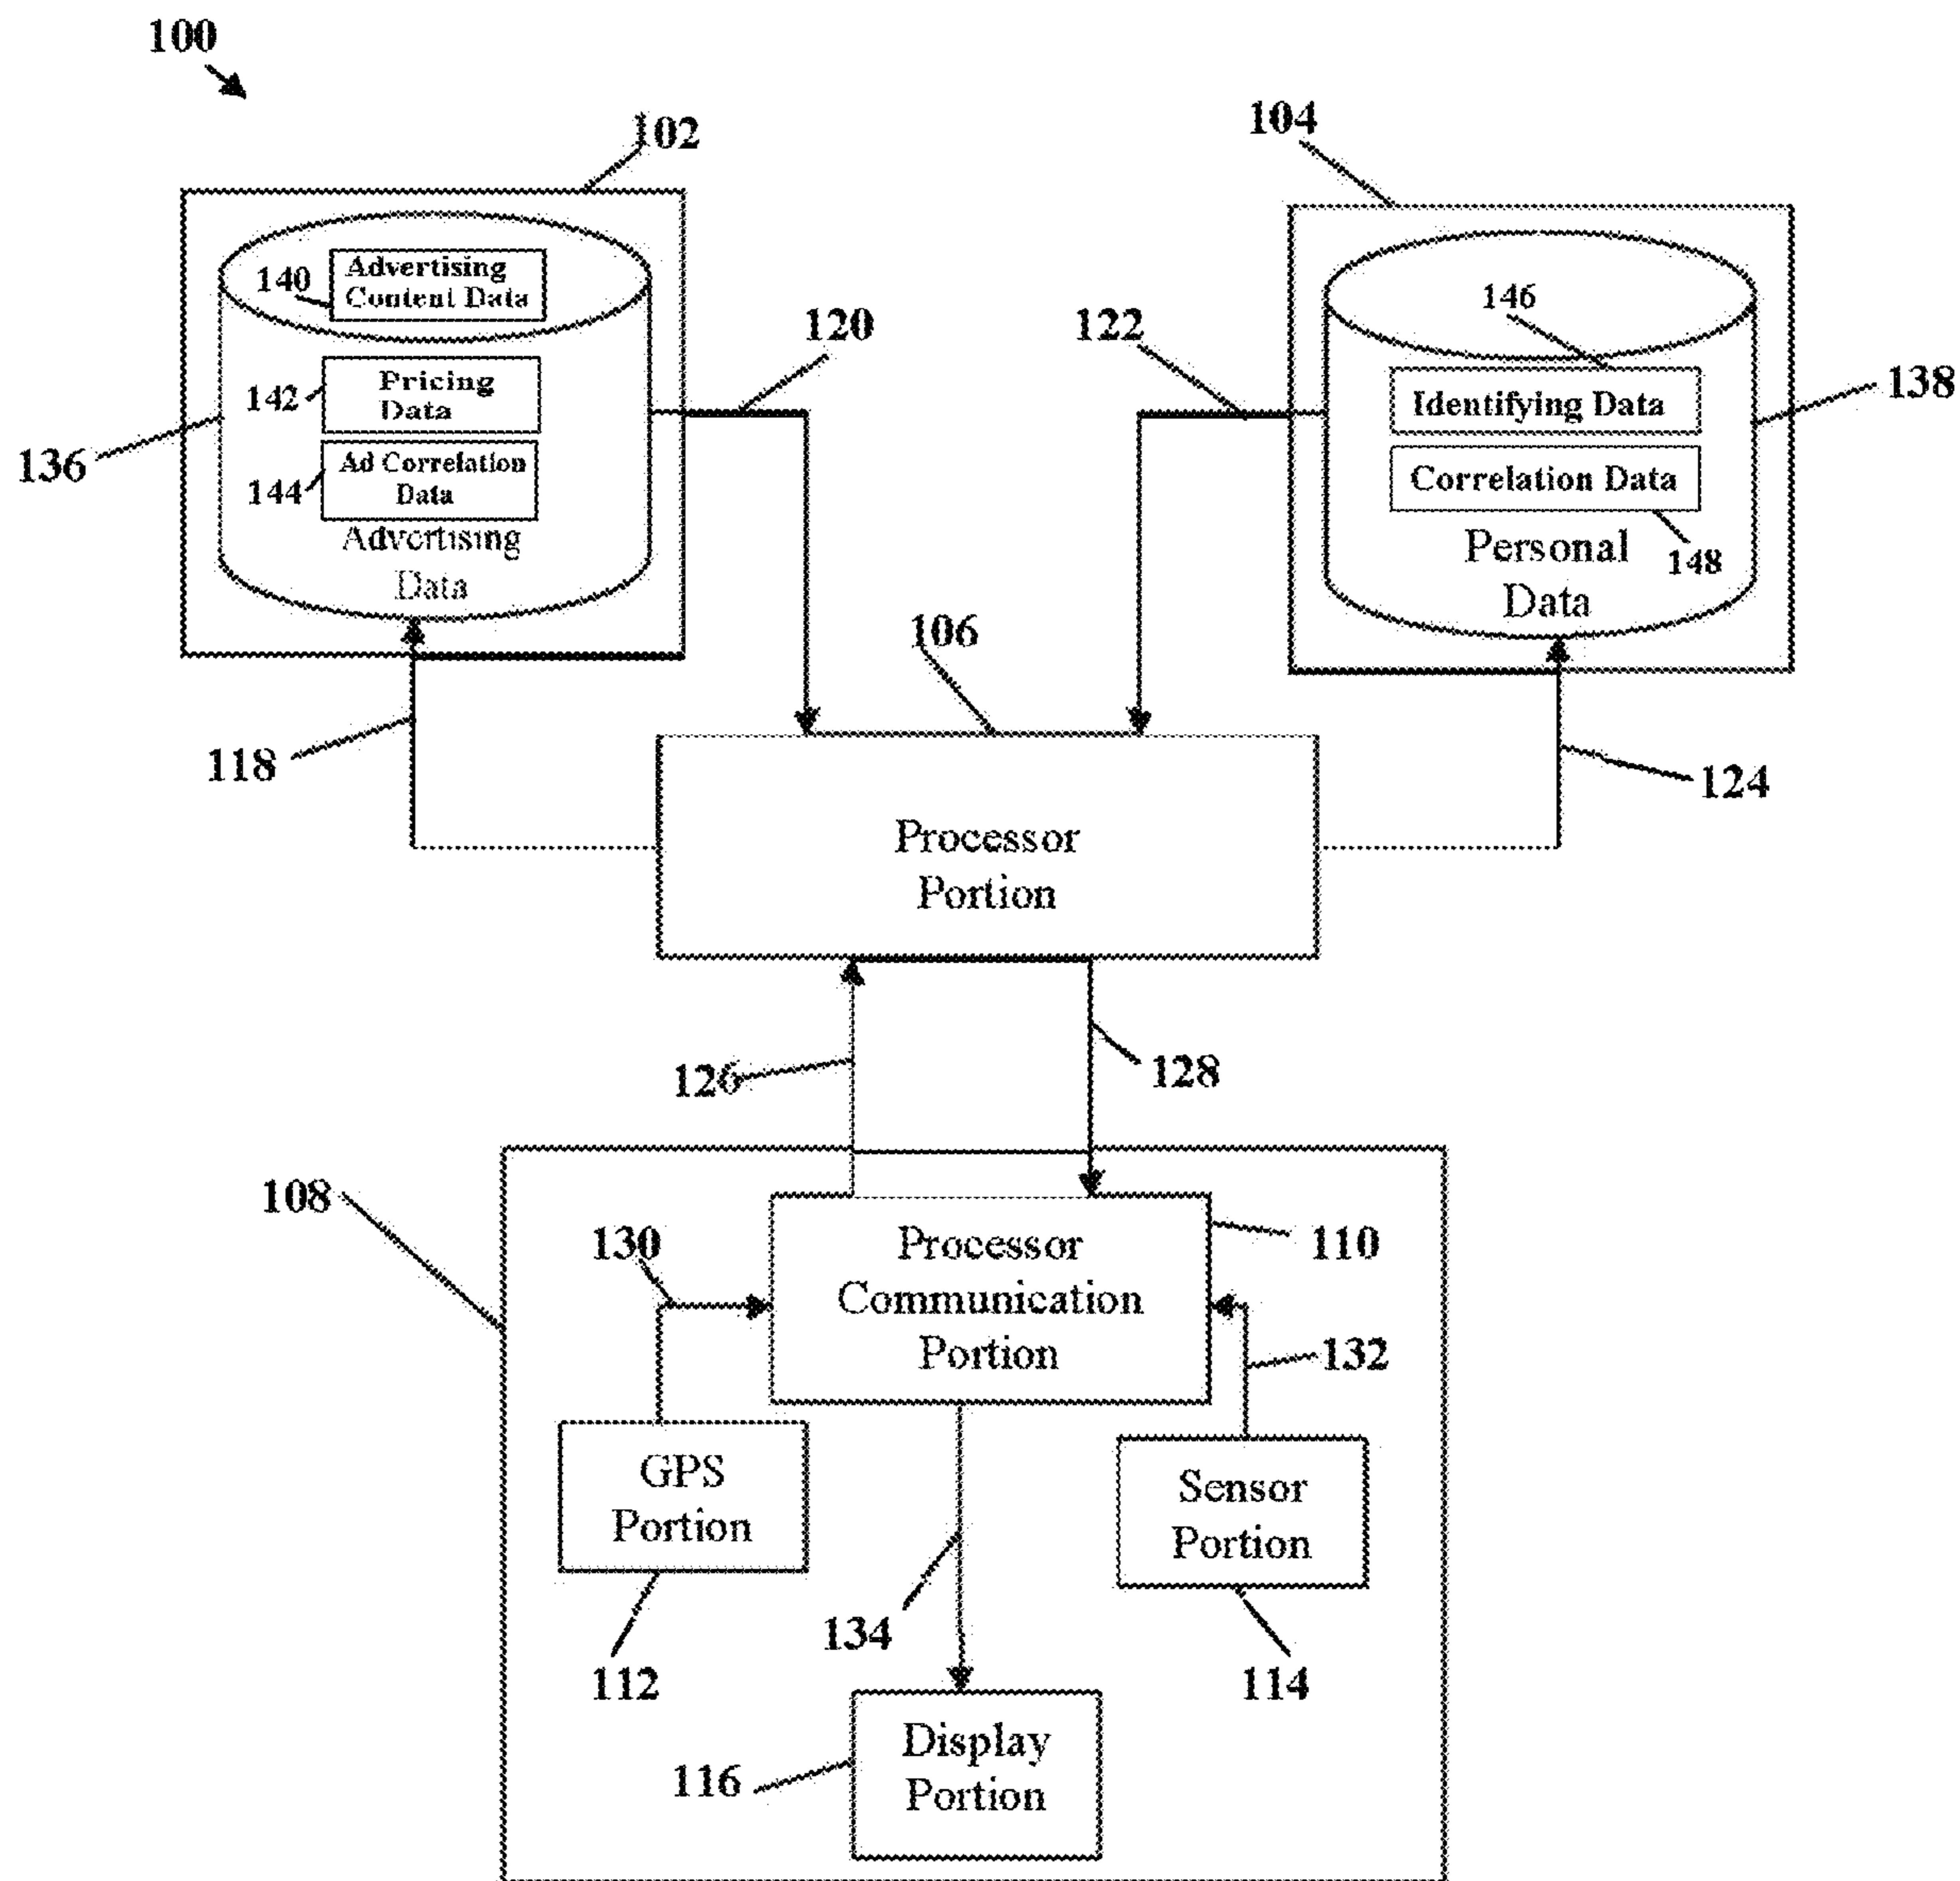 100
102
104
140
Advertising
Content Data
146
120
122
142
Pricing
Data
Identifying Data
138
136
144
Ad Correlation
Data
Correlation Data
Advertising
Data
Personal
Data
148
106
118
124
Processor
Portion
126
128
108
130
Processor
Communication
Portion
110
132
GPS
Portion
Sensor
Portion
134
112
114
116
Display
Portion